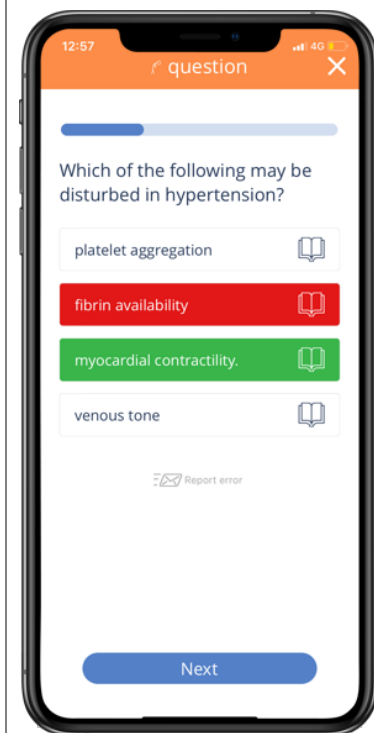 12:57
4G
question
Which of the following may be
disturbed in hypertension?
platelet aggregation
fibrin availability
myocardial contractility.
venous tone
Report error
Next